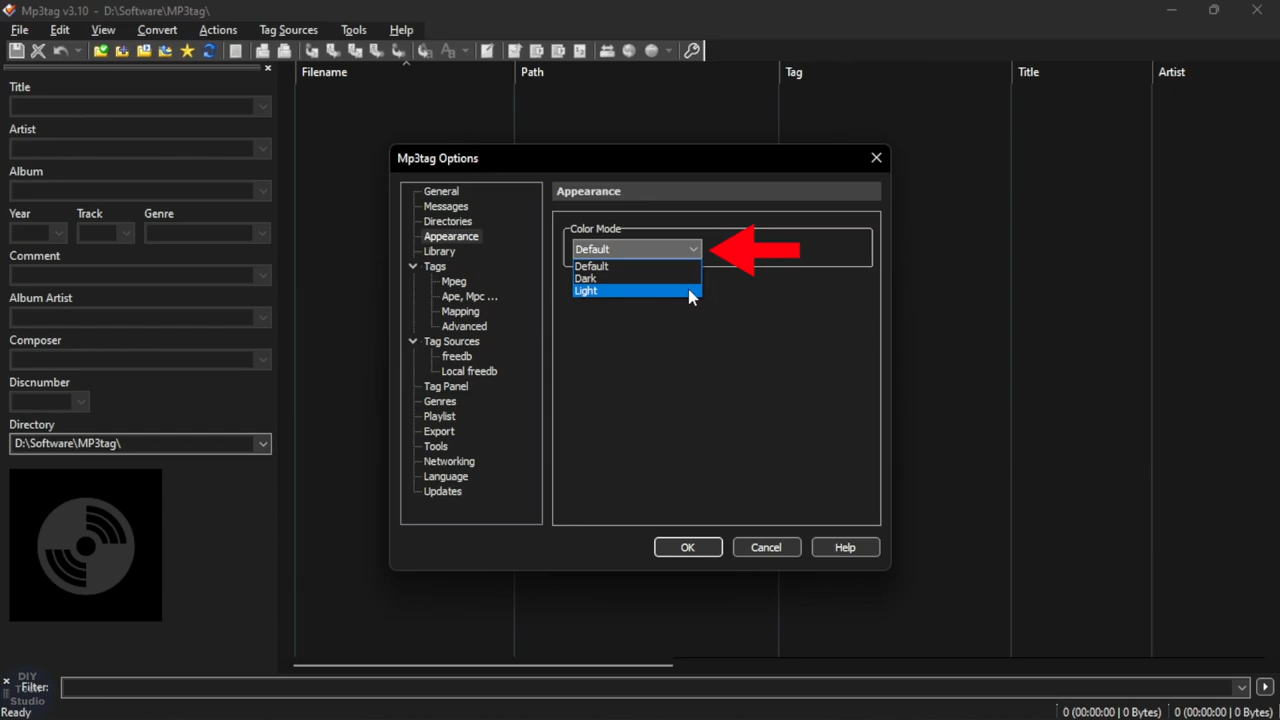 Mp3tag v3.10 - D:\Software\MP3tag\
File Edit View Convert Actions Tag Sources Tools Help
Filename Path Tag Title Artist
Title
Artist
Album
Year Track Genre
Comment
Album Artist
Composer
Discnumber
Directory
D:\Software\MP3tag\
Mp3tag Options
General
Messages
Directories
Appearance
Library
Tags
Mpeg
Ape, Mpc ...
Mapping
Advanced
Tag Sources
freedb
Local freedb
Tag Panel
Genres
Playlist
Export
Tools
Networking
Language
Updates
Appearance
Color Mode
Default
Default
Dark
Light
OK Cancel Help
DIY
Tech
Studio
Filter:
Ready
0 (00:00:00 | 0 Bytes) 0 (00:00:00 | 0 Bytes)